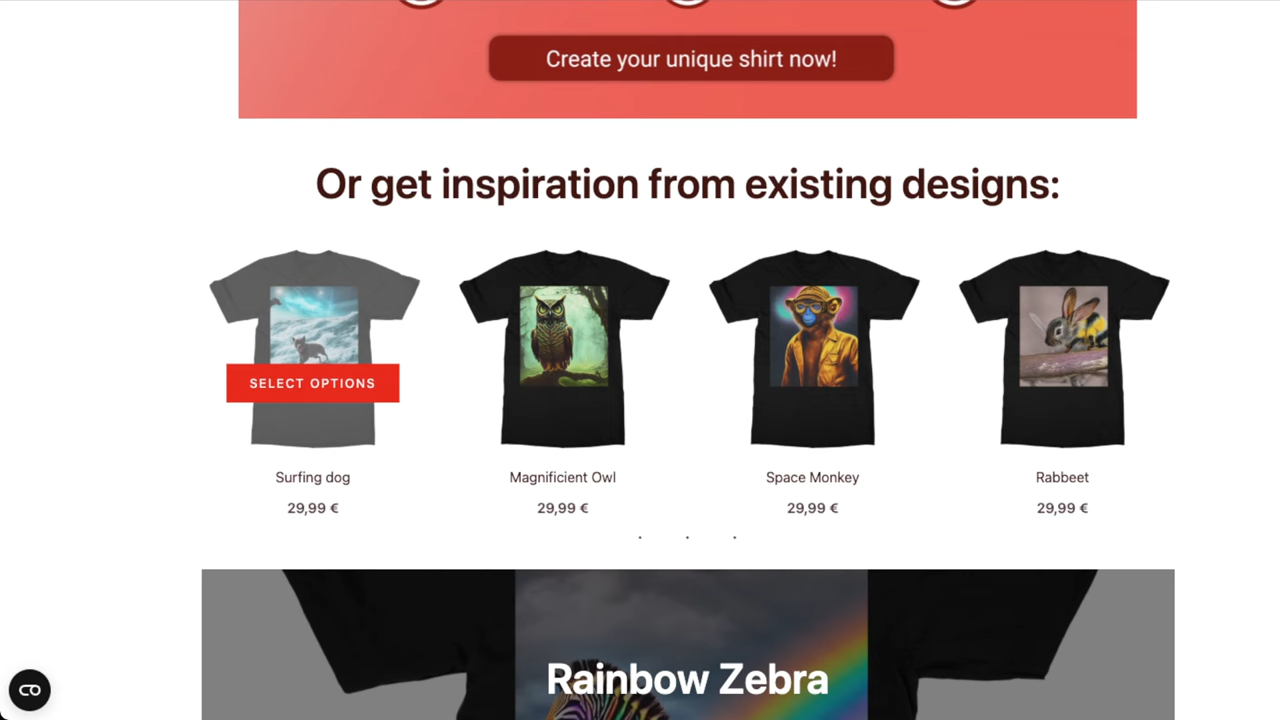 Create your unique shirt now!
Or get inspiration from existing designs:
SELECT OPTIONS
Surfing dog
Magnificient Owl
Space Monkey
Rabbeet
29,99 €
29,99 €
29,99 €
29,99 €
Rainbow Zebra